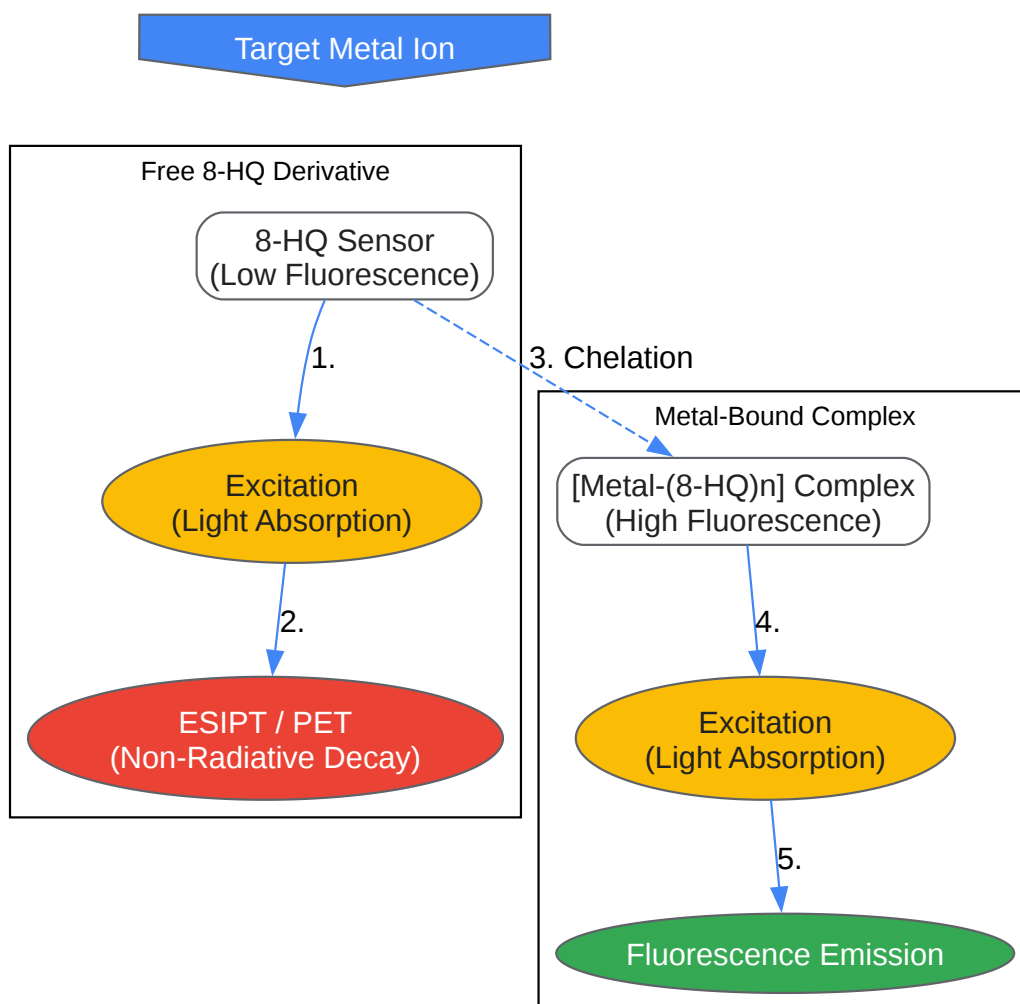 Target Metal Ion
Free 8-HQ Derivative
8-HQ Sensor
(Low Fluorescence)
1.
3. Chelation
Excitation
(Light Absorption)
2.
ESIPT / PET
(Non-Radiative Decay)
Metal-Bound Complex
[Metal-(8-HQ)n] Complex
(High Fluorescence)
4.
Excitation
(Light Absorption)
5.
Fluorescence Emission